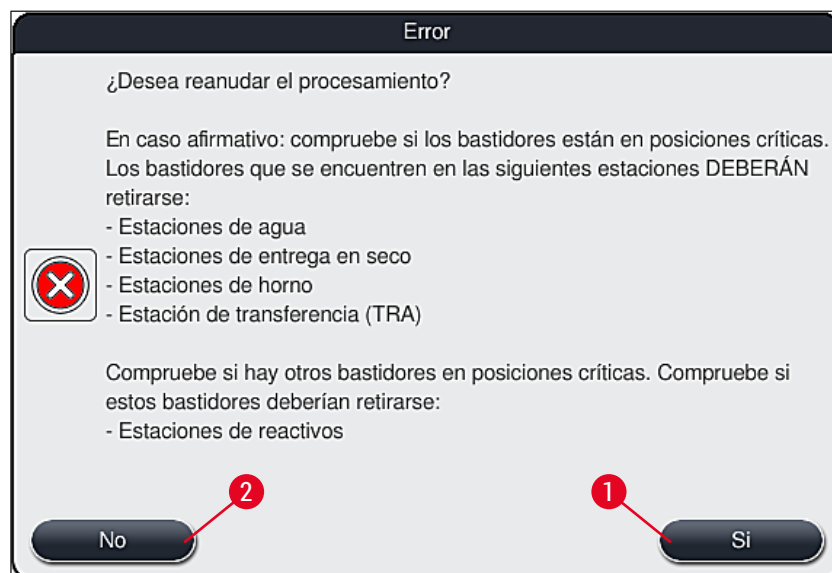 Error
¿Desea reanudar el procesamiento?
En caso afirmativo: compruebe si los bastidores están en posiciones críticas.
Los bastidores que se encuentren en las siguientes estaciones DEBERÁN
retirarse:
- Estaciones de agua
- Estaciones de entrega en seco
- Estaciones de horno
- Estación de transferencia (TRA)
Compruebe si hay otros bastidores en posiciones críticas. Compruebe si
estos bastidores deberían retirarse:
- Estaciones de reactivos
2
1
No
Si